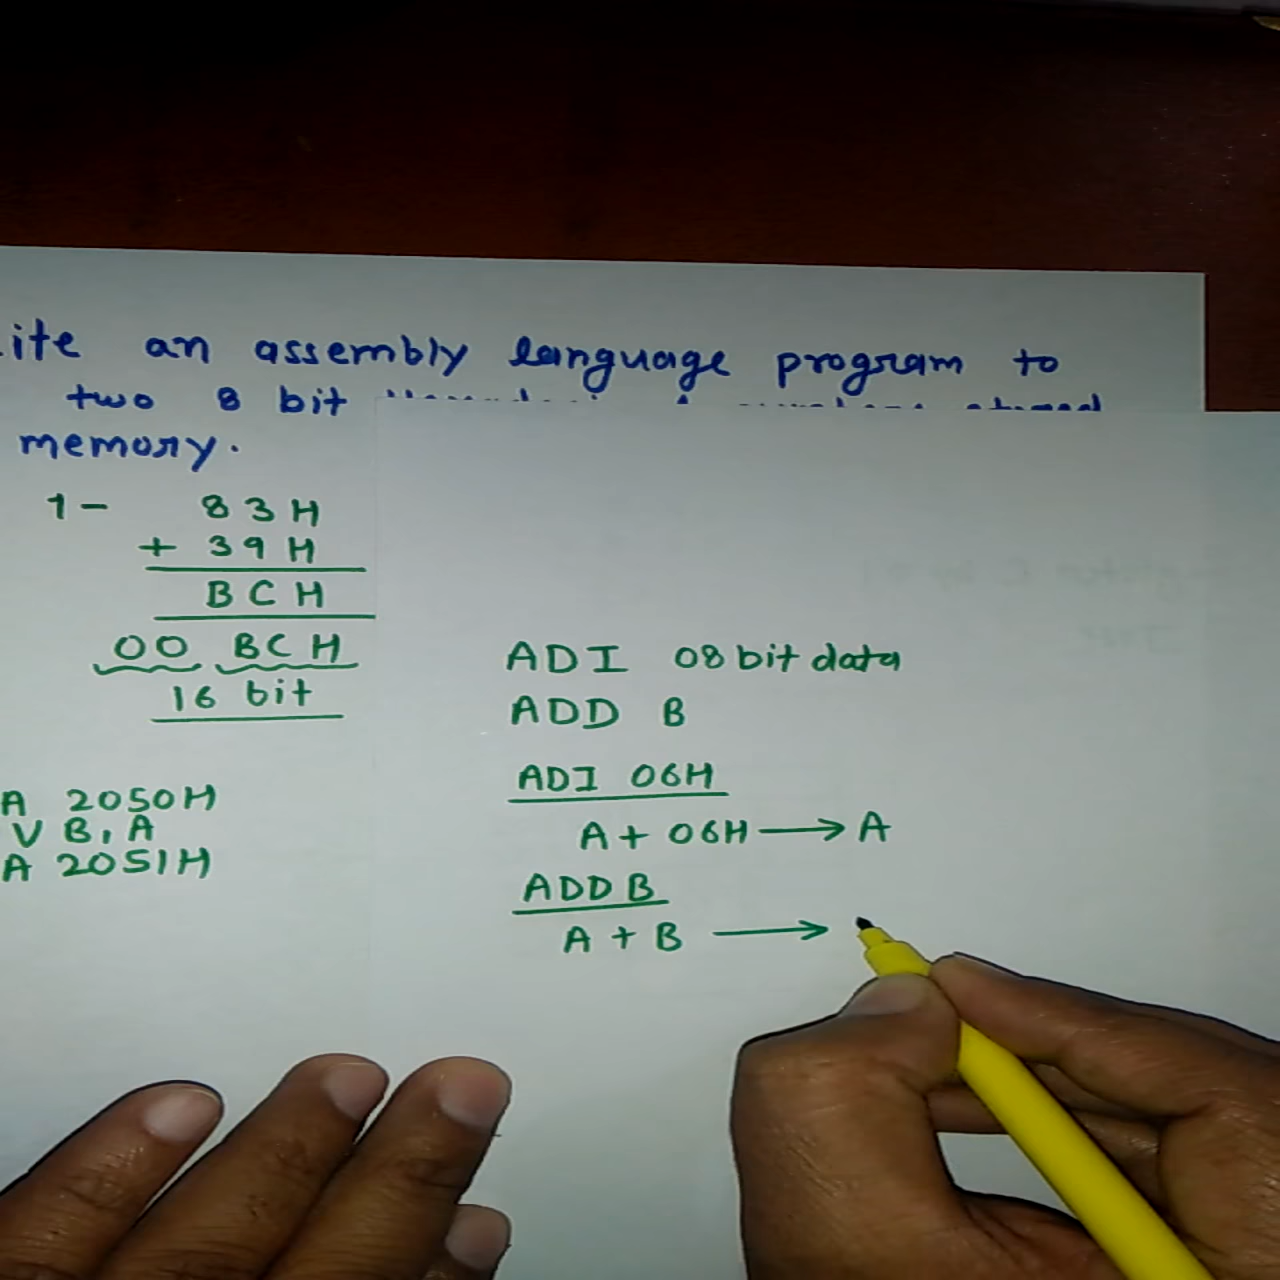 ite an assembly language program to
two 8 bit
memory.
1- 83H
+ 39H
BCH
00 BCH
16 bit
A 2050H
V B, A
A 2051H
ADI 08 bit data
ADD B
ADI 06H
A + 06H → A
ADD B
A + B →